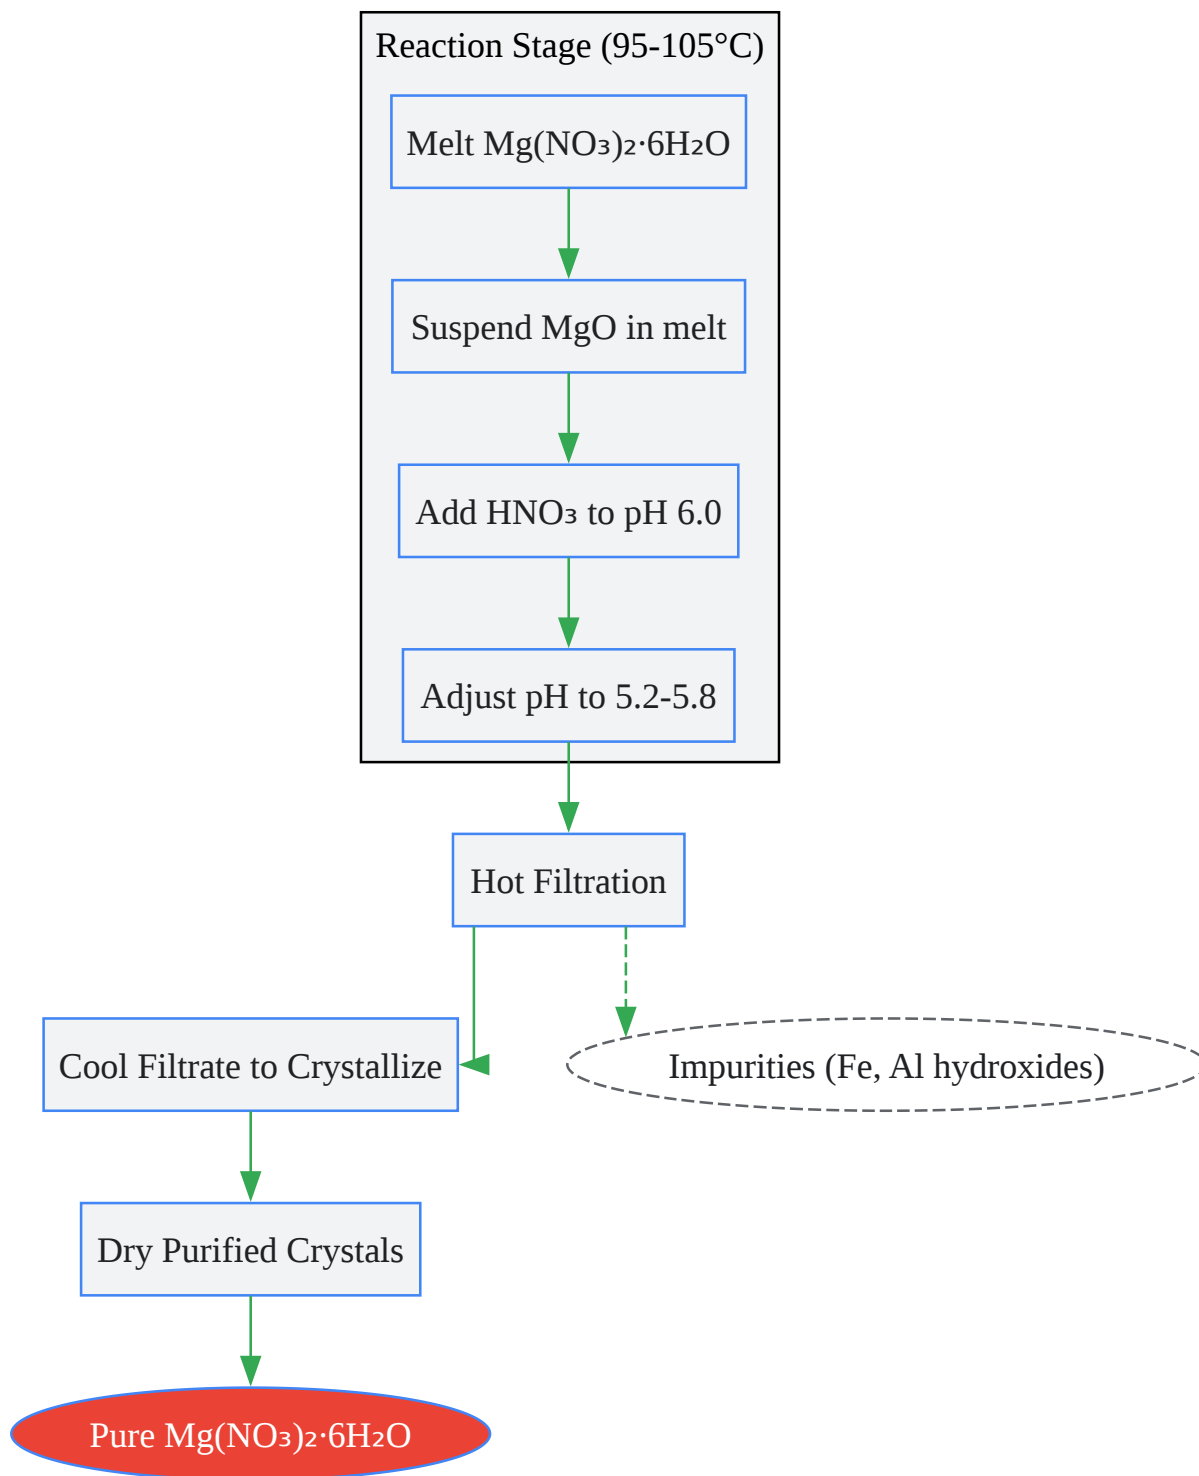 Reaction Stage (95-105°C)
Melt Mg(NO₃)₂·6H₂O
Suspend MgO in melt
Add HNO₃ to pH 6.0
Adjust pH to 5.2-5.8
Hot Filtration
Cool Filtrate to Crystallize
Impurities (Fe, Al hydroxides)
Dry Purified Crystals
Pure Mg(NO₃)₂·6H₂O